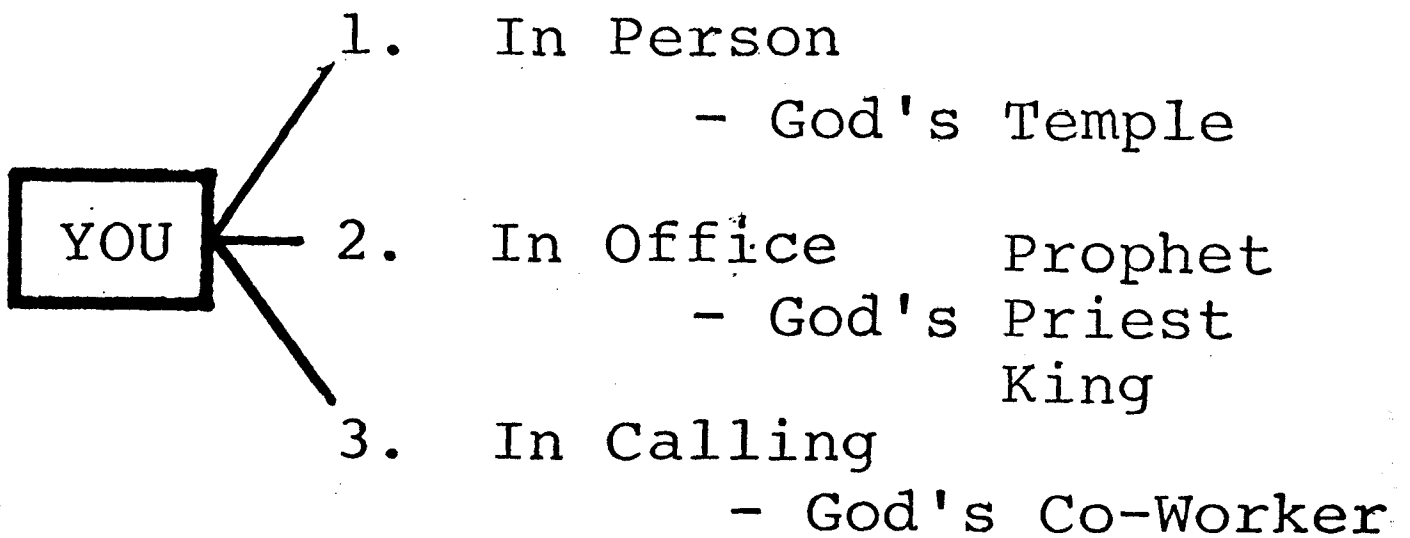 1. In Person
- God's Temple
YOU
2. In Office Prophet
- God's Priest
King
3. In Calling
- God's Co-Worker